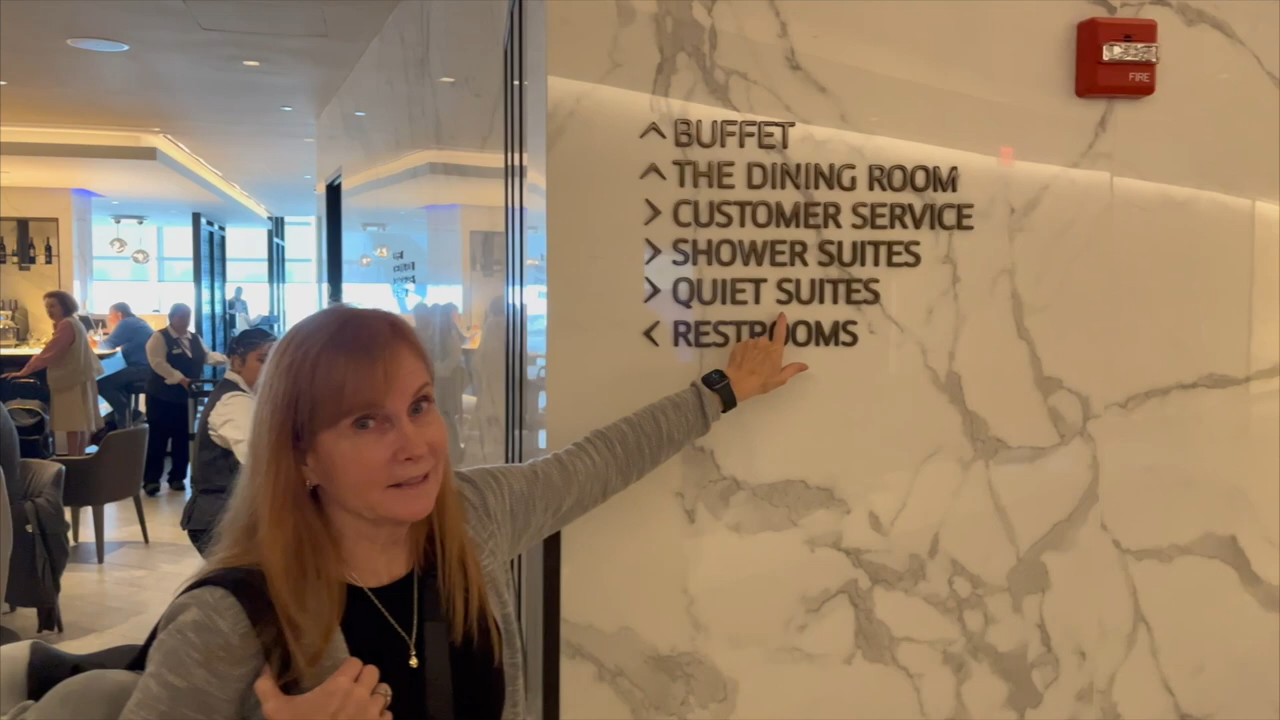 FIRE
^ BUFFET
^ THE DINING ROOM
> CUSTOMER SERVICE
> SHOWER SUITES
> QUIET SUITES
< RESTROOMS